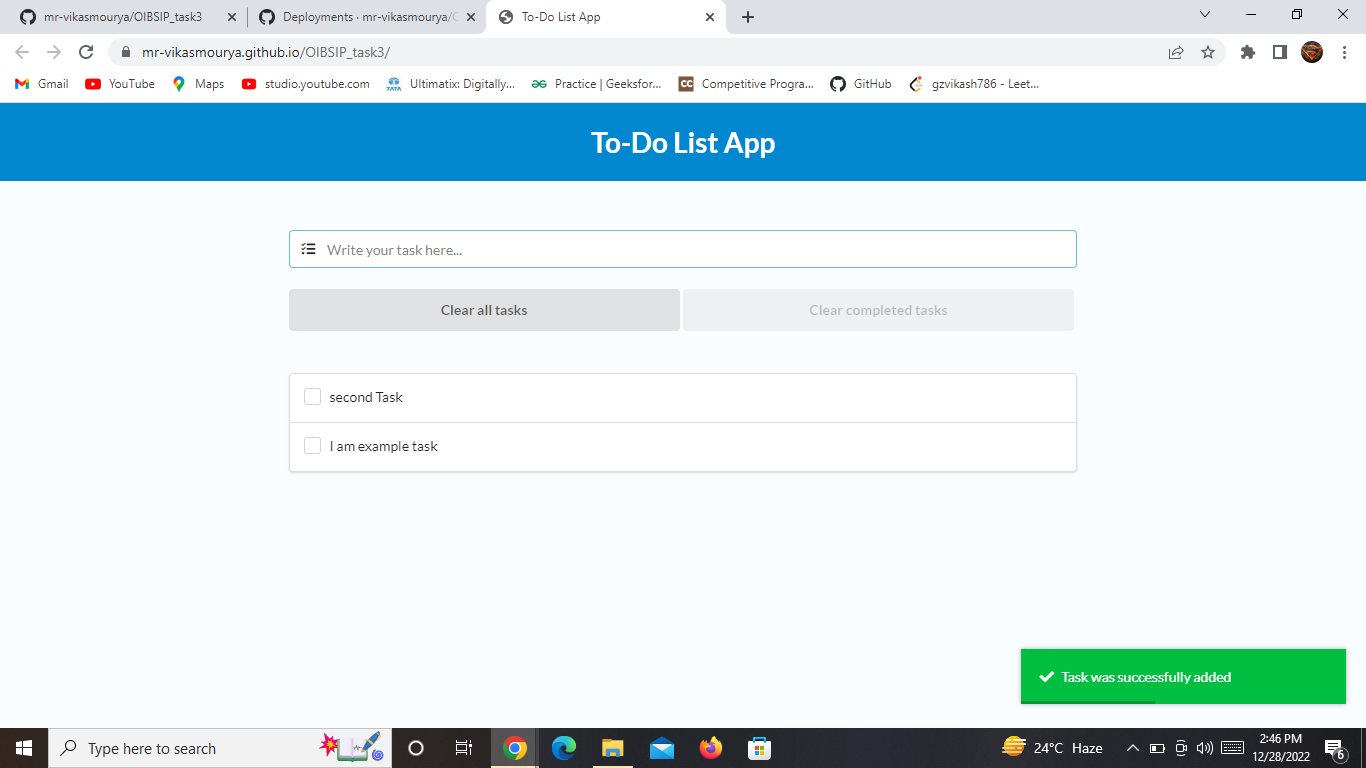 mr-vikasmourya/OIBSIP_task3
Deployments · mr-vikasmourya/
To-Do List App
mr-vikasmourya.github.io/OIBSIP_task3/
Gmail
YouTube
Maps
studio.youtube.com
TATA
Ultimatix: Digitally...
Practice | Geeksfor...
CC
Competitive Progra...
GitHub
gzvikash786 - Leet...
To-Do List App
Write your task here...
Clear all tasks
Clear completed tasks
second Task
I am example task
Task was successfully added
Type here to search
24°C Haze
2:46 PM
12/28/2022
6